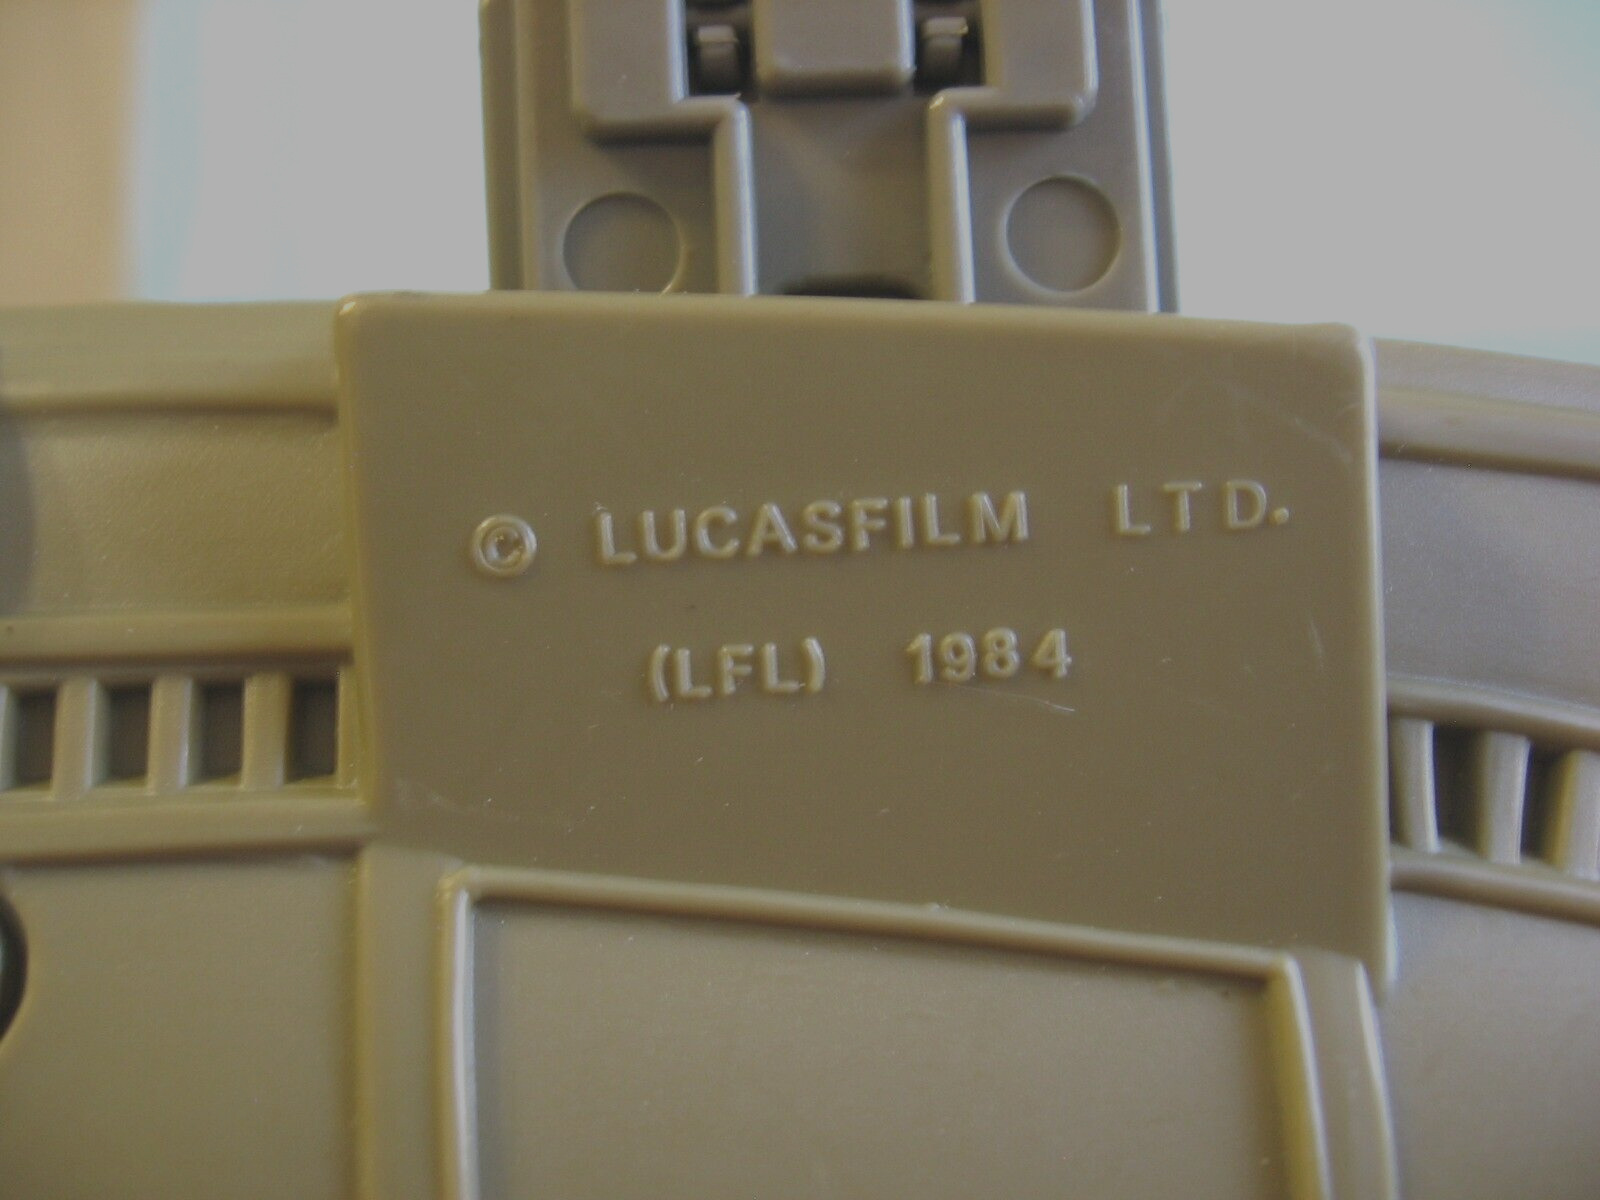 © LUCASFILM LTD.
(LFL) 1984